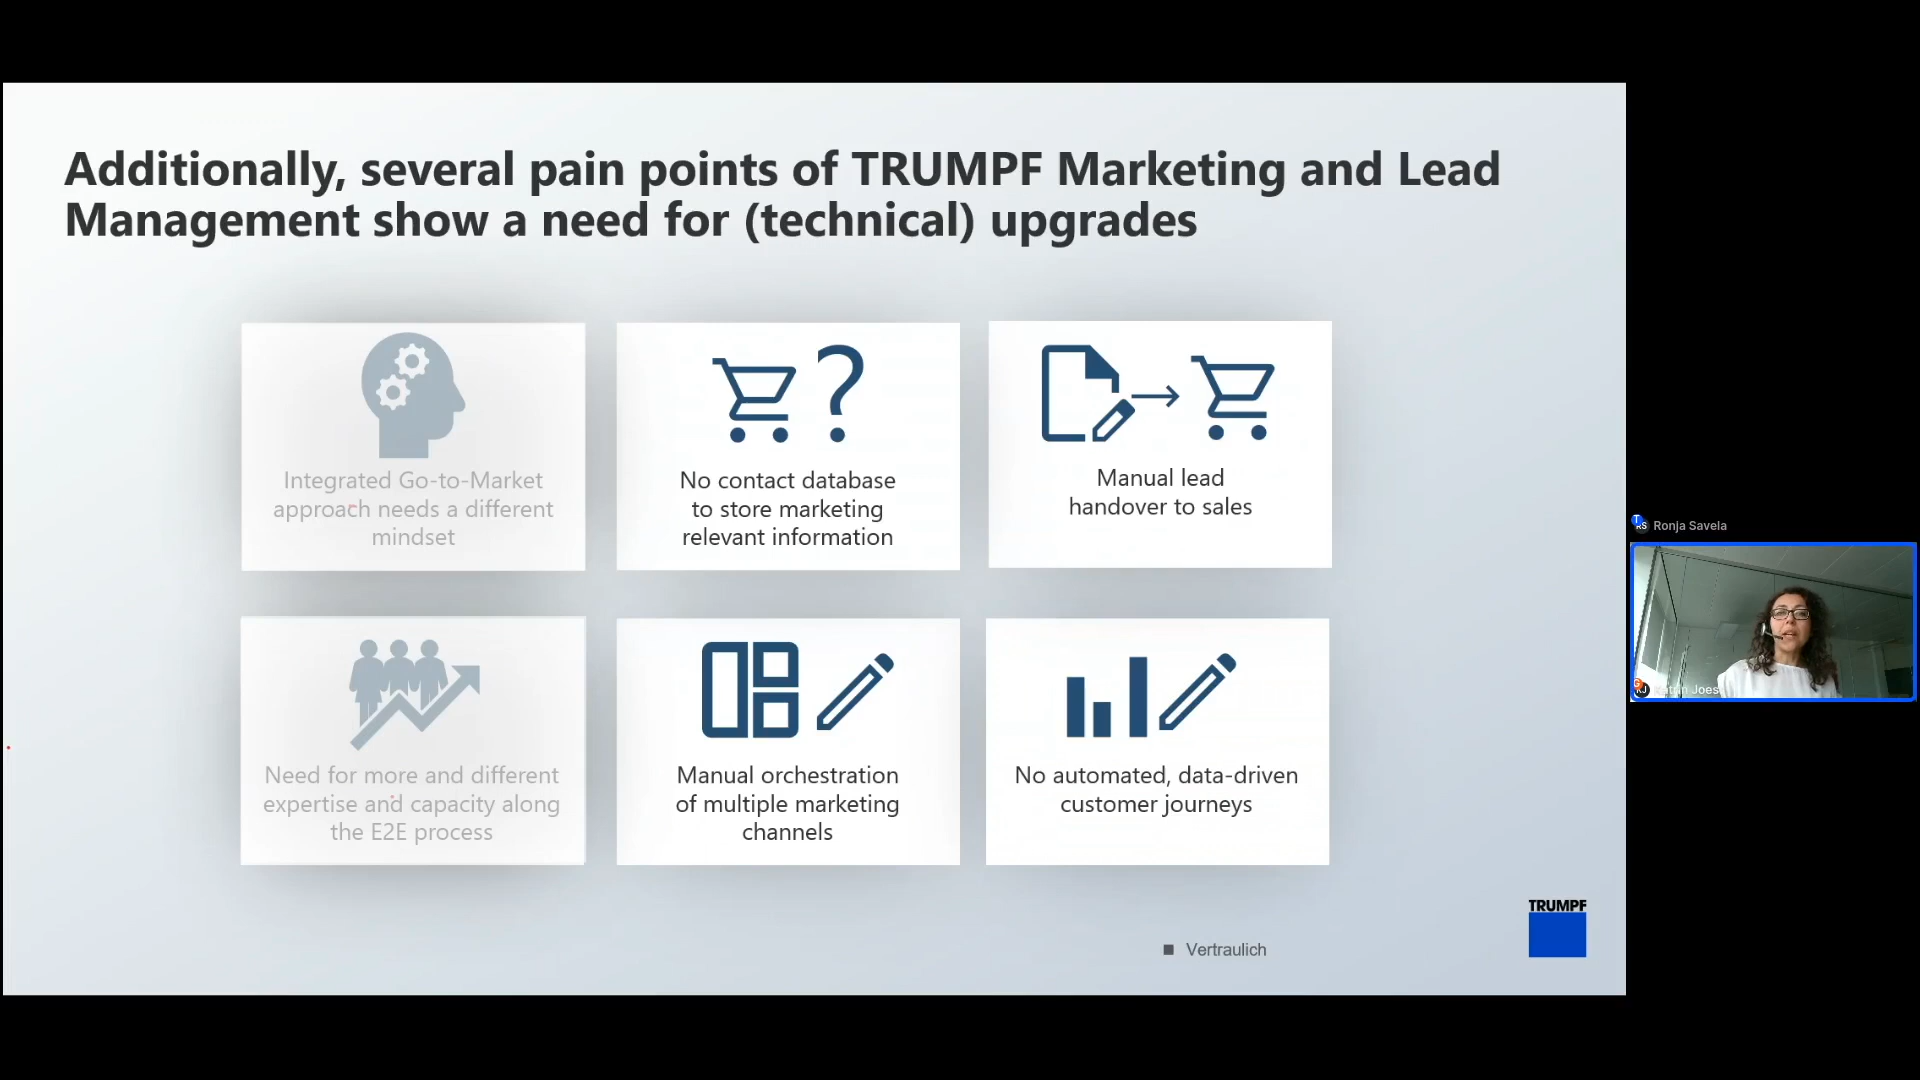 Additionally, several pain points of TRUMPF Marketing and Lead
Management show a need for (technical) upgrades
Integrated Go-to-Market
approach needs a different
mindset
No contact database
to store marketing
relevant information
Manual lead
handover to sales
Need for more and different
expertise and capacity along
the E2E process
Manual orchestration
of multiple marketing
channels
No automated, data-driven
customer journeys
Vertraulich
TRUMPF
RS
Ronja Savela
KJ